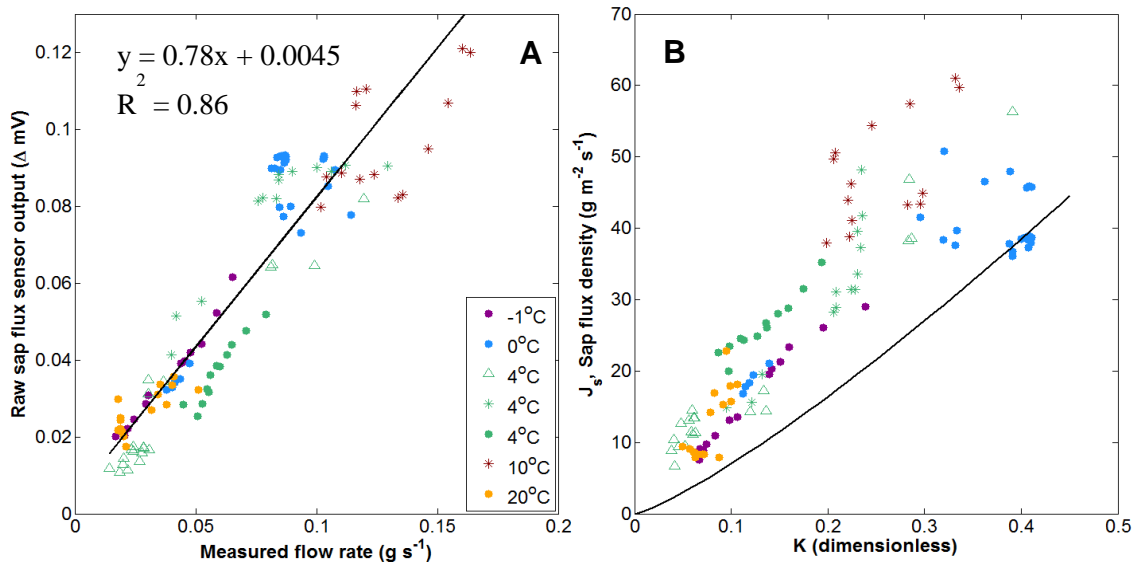 A
y = 0.78x + 0.0045
R² = 0.86
Raw sap flux sensor output (Δ mV)
0.12
0.1
0.08
0.06
0.04
0.02
0
0 0.05 0.1 0.15 0.2
Measured flow rate (g s⁻¹)
-1°C
0°C
4°C
4°C
4°C
10°C
20°C
B
Jₛ, Sap flux density (g m⁻² s⁻¹)
70
60
50
40
30
20
10
0
0 0.1 0.2 0.3 0.4 0.5
K (dimensionless)